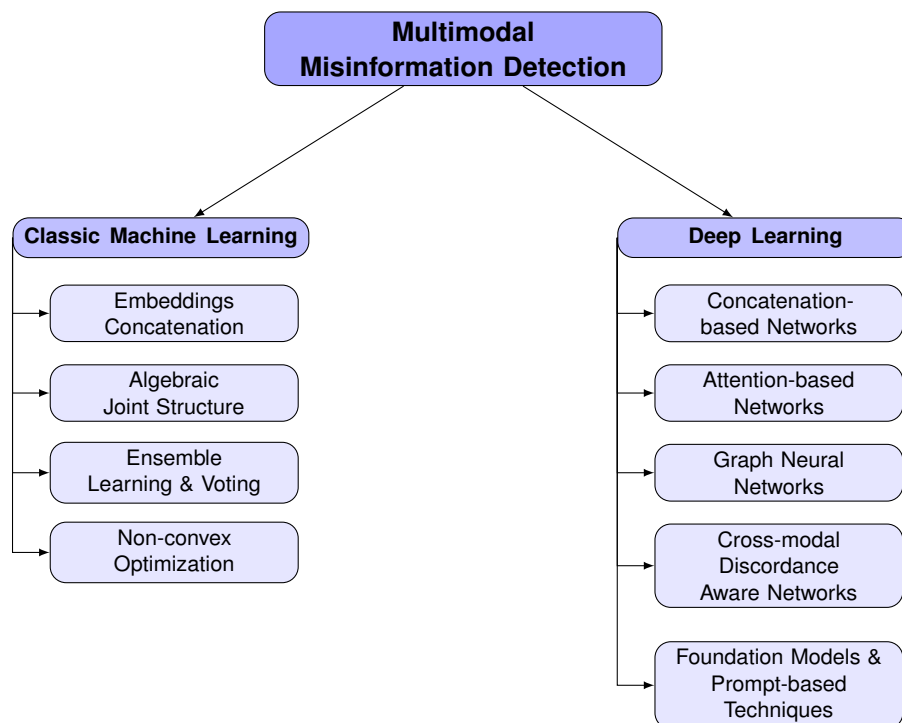 Multimodal
Misinformation Detection
Classic Machine Learning
Embeddings
Concatenation
Algebraic
Joint Structure
Ensemble
Learning & Voting
Non-convex
Optimization
Deep Learning
Concatenation-
based Networks
Attention-based
Networks
Graph Neural
Networks
Cross-modal
Discordance
Aware Networks
Foundation Models &
Prompt-based
Techniques